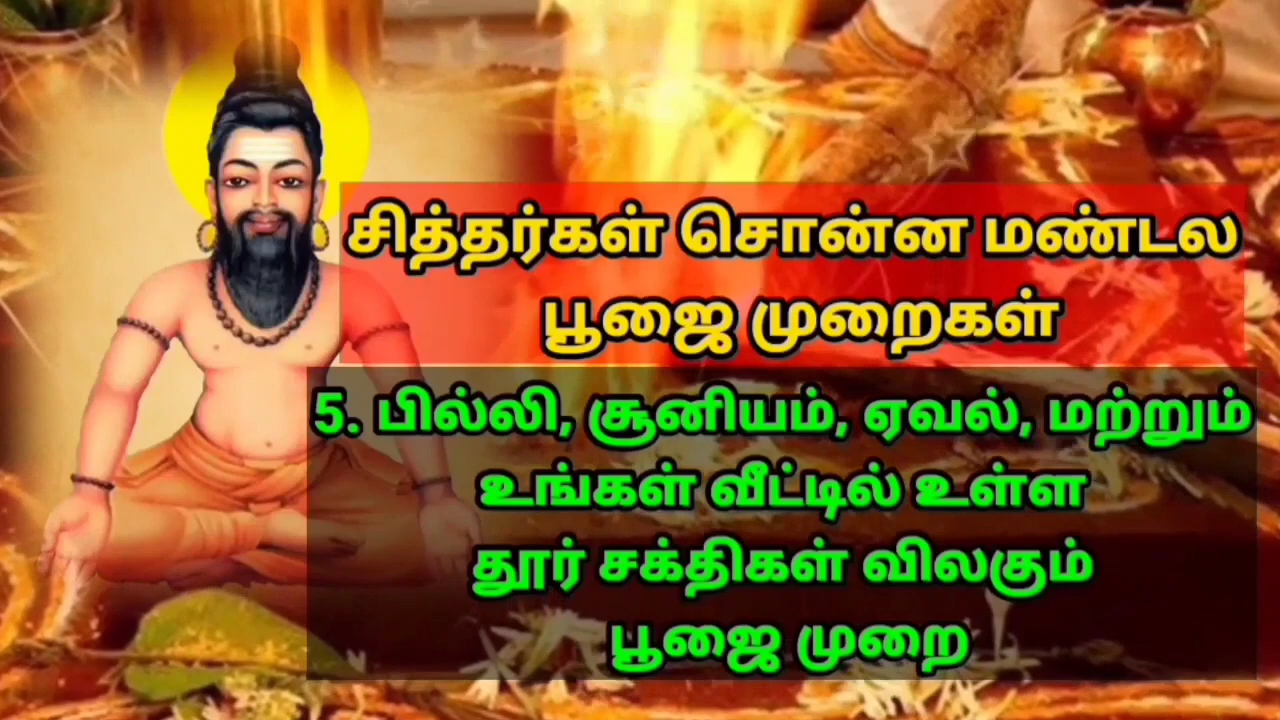 சித்தர்கள் சொன்ன மண்டல
பூஜை முறைகள்
5. பில்லி, சூனியம், ஏவல், மற்றும்
உங்கள் வீட்டில் உள்ள
தூர் சக்திகள் விலகும்
பூஜை முறை